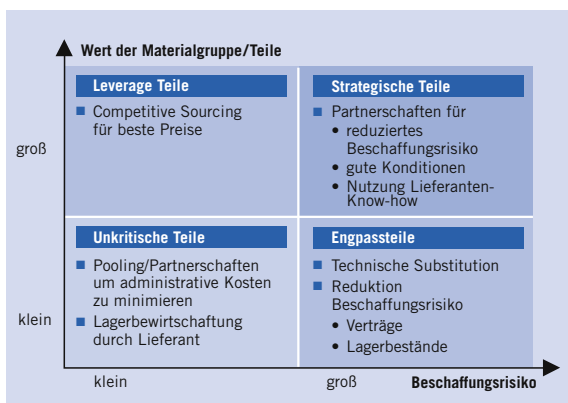 Wert der Materialgruppe/Teile
groß
Leverage Teile
■ Competitive Sourcing
für beste Preise
Strategische Teile
■ Partnerschaften für
• reduziertes
Beschaffungsrisiko
• gute Konditionen
• Nutzung Lieferanten-
Know-how
klein
Unkritische Teile
■ Pooling/Partnerschaften
um administrative Kosten
zu minimieren
■ Lagerbewirtschaftung
durch Lieferant
Engpassteile
■ Technische Substitution
■ Reduktion
Beschaffungsrisiko
• Verträge
• Lagerbestände
klein
groß
Beschaffungsrisiko